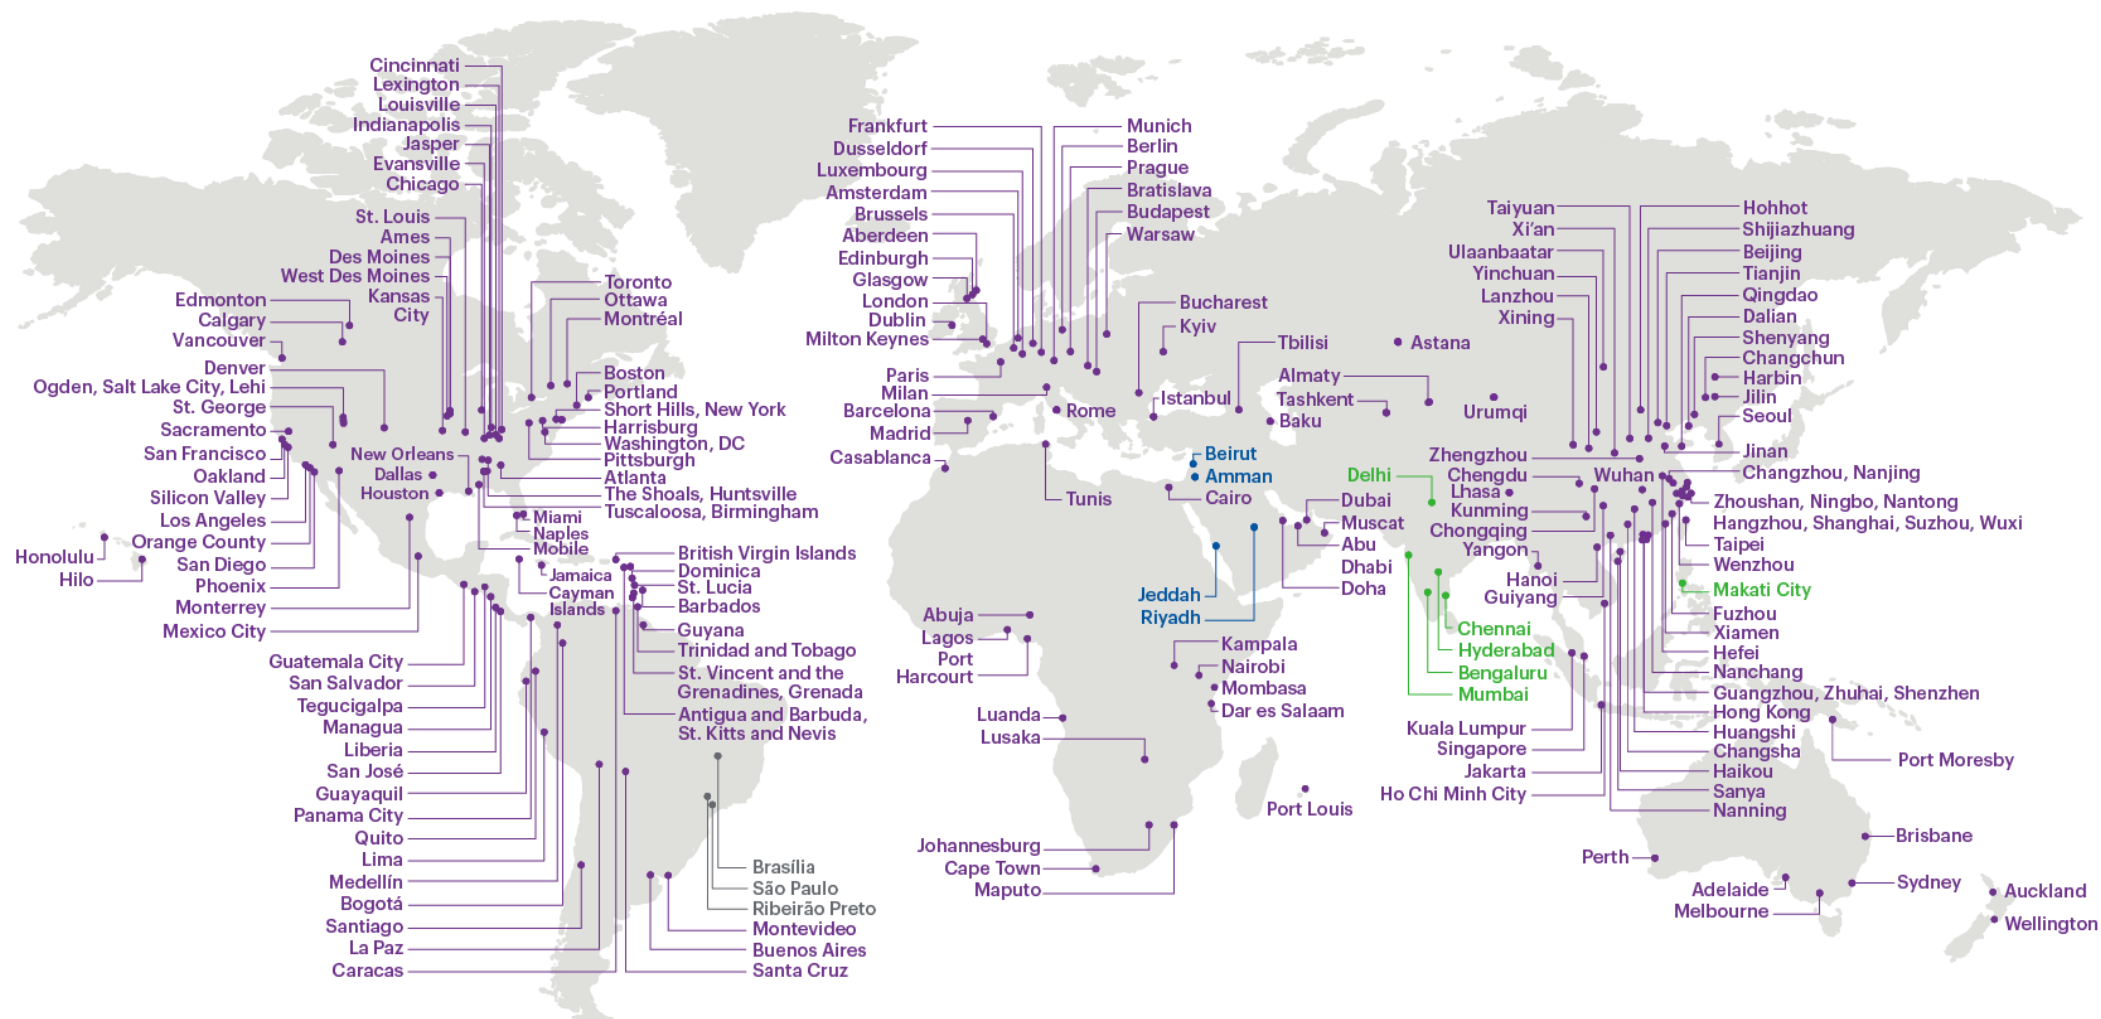 Cincinnati
Lexington
Louisville
Indianapolis
Jasper
Evansville
Chicago
St. Louis
Ames
Des Moines
West Des Moines
Kansas
City
Edmonton
Calgary
Vancouver
Denver
Ogden, Salt Lake City, Lehi
St. George
Sacramento
San Francisco
Oakland
Silicon Valley
Los Angeles
Orange County
San Diego
Phoenix
Monterrey
Mexico City
New Orleans
Dallas
Houston
Honolulu
Hilo
Toronto
Ottawa
Montréal
Boston
Portland
Short Hills, New York
Harrisburg
Washington, DC
Pittsburgh
Atlanta
The Shoals, Huntsville
Tuscaloosa, Birmingham
Miami
Naples
Mobile
Jamaica
Cayman
Islands
British Virgin Islands
Dominica
St. Lucia
Barbados
Guyana
Trinidad and Tobago
St. Vincent and the
Grenadines, Grenada
Antigua and Barbuda,
St. Kitts and Nevis
Guatemala City
San Salvador
Tegucigalpa
Managua
Liberia
San José
Guayaquil
Panama City
Quito
Lima
Medellín
Bogotá
Santiago
La Paz
Caracas
Brasília
São Paulo
Ribeirão Preto
Montevideo
Buenos Aires
Santa Cruz
Frankfurt
Dusseldorf
Luxembourg
Amsterdam
Brussels
Aberdeen
Edinburgh
Glasgow
London
Dublin
Milton Keynes
Paris
Milan
Barcelona
Madrid
Casablanca
Munich
Berlin
Prague
Bratislava
Budapest
Warsaw
Bucharest
Kyiv
Rome
Istanbul
Tbilisi
Baku
Tunis
Beirut
Amman
Cairo
Dubai
Muscat
Abu
Dhabi
Doha
Jeddah
Riyadh
Abuja
Lagos
Port
Harcourt
Luanda
Lusaka
Kampala
Nairobi
Mombasa
Dar es Salaam
Port Louis
Johannesburg
Cape Town
Maputo
Astana
Almaty
Tashkent
Urumqi
Taiyuan
Xi'an
Ulaanbaatar
Yinchuan
Lanzhou
Xining
Hohhot
Shijiazhuang
Beijing
Tianjin
Qingdao
Dalian
Shenyang
Changchun
Harbin
Jilin
Seoul
Jinan
Changzhou, Nanjing
Zhoushan, Ningbo, Nantong
Hangzhou, Shanghai, Suzhou, Wuxi
Taipei
Wenzhou
Makati City
Fuzhou
Xiamen
Hefei
Nanchang
Guangzhou, Zhuhai, Shenzhen
Hong Kong
Huangshi
Changsha
Haikou
Sanya
Nanning
Zhengzhou
Chengdu
Wuhan
Lhasa
Kunming
Chongqing
Yangon
Hanoi
Guiyang
Delhi
Chennai
Hyderabad
Bengaluru
Mumbai
Kuala Lumpur
Singapore
Jakarta
Ho Chi Minh City
Port Moresby
Perth
Adelaide
Melbourne
Brisbane
Sydney
Auckland
Wellington